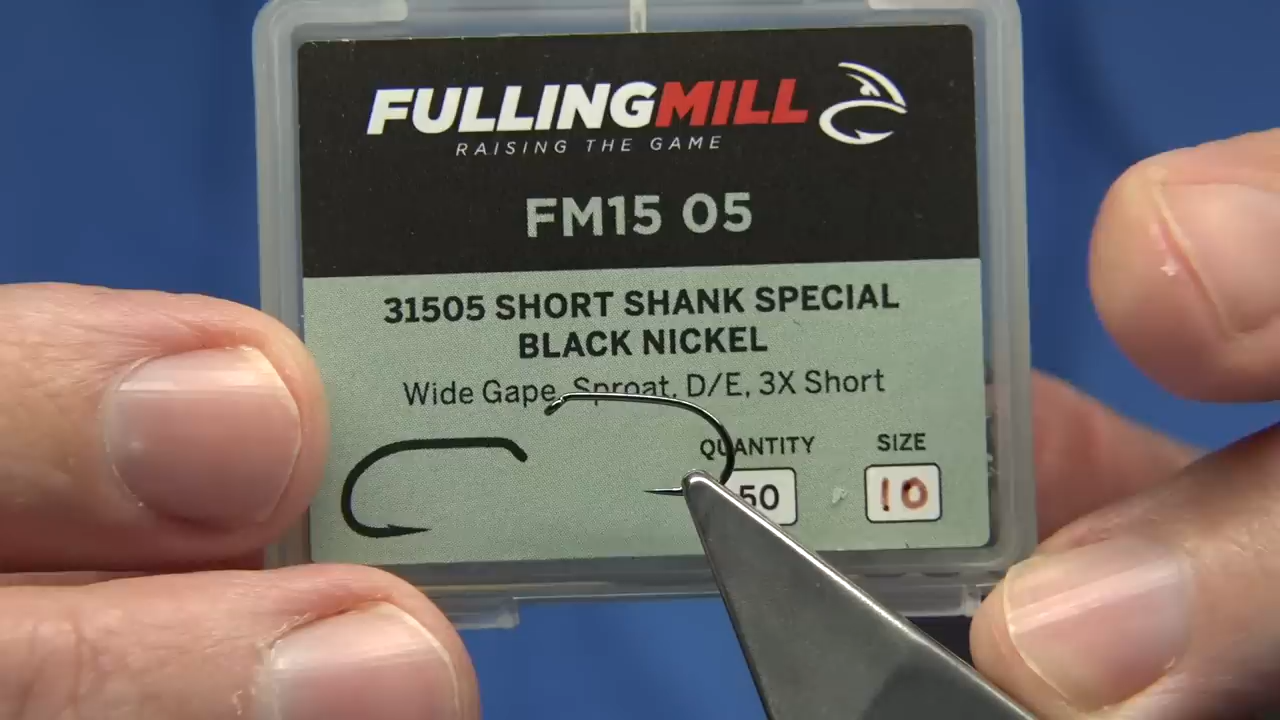 FULLINGMILL
RAISING THE GAME
FM15 05
31505 SHORT SHANK SPECIAL
BLACK NICKEL
Wide Gape, Sproat, D/E, 3X Short
QUANTITY SIZE
50 10